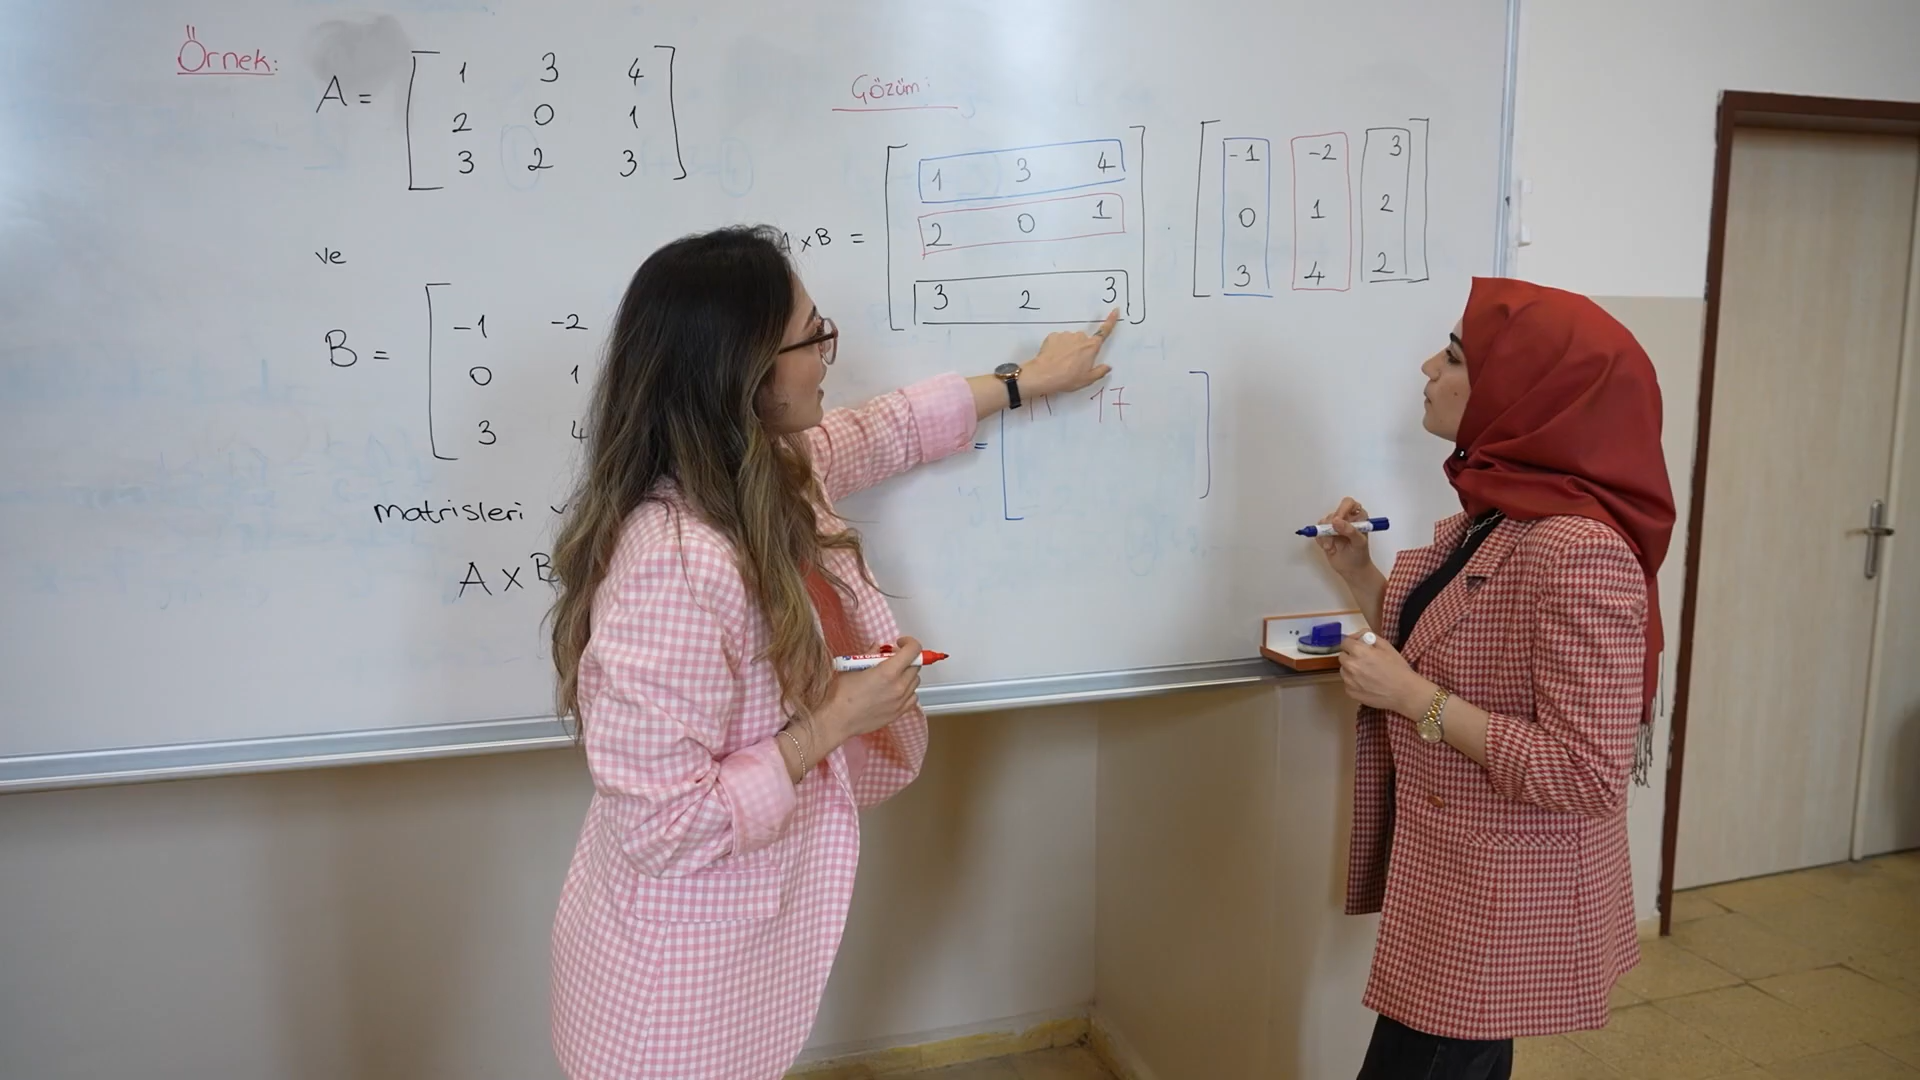 Örnek:
A =
1 3 4
2 0 1
3 2 3
ve
B =
-1 -2
0 1
3 4
matrisleri
A x B
Çözüm:
A x B =
1 3 4
2 0 1
3 2 3
.
-1 -2 3
0 1 2
3 4 2
= 11 17